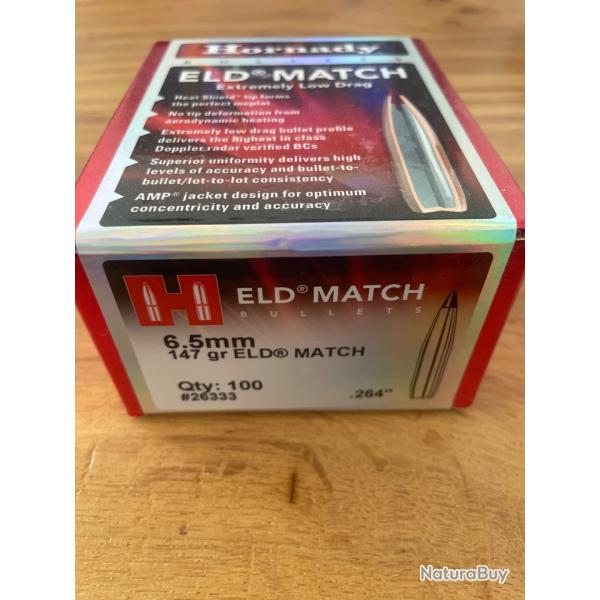 Hornady
BULLETS
ELD® MATCH
Extremely Low Drag
Heat Shield® tip forms
the perfect meplat
No tip deformation from
aerodynamic heating
Extremely low drag bullet profile
delivers the highest in class
Doppler radar verified BCs
Superior uniformity delivers high
levels of accuracy and bullet-to-
bullet/lot-to-lot consistency
AMP® jacket design for optimum
concentricity and accuracy
H ELD® MATCH
BULLETS
6.5mm
147 gr ELD® MATCH
Qty: 100
#26333 .264"
NaturaBuy